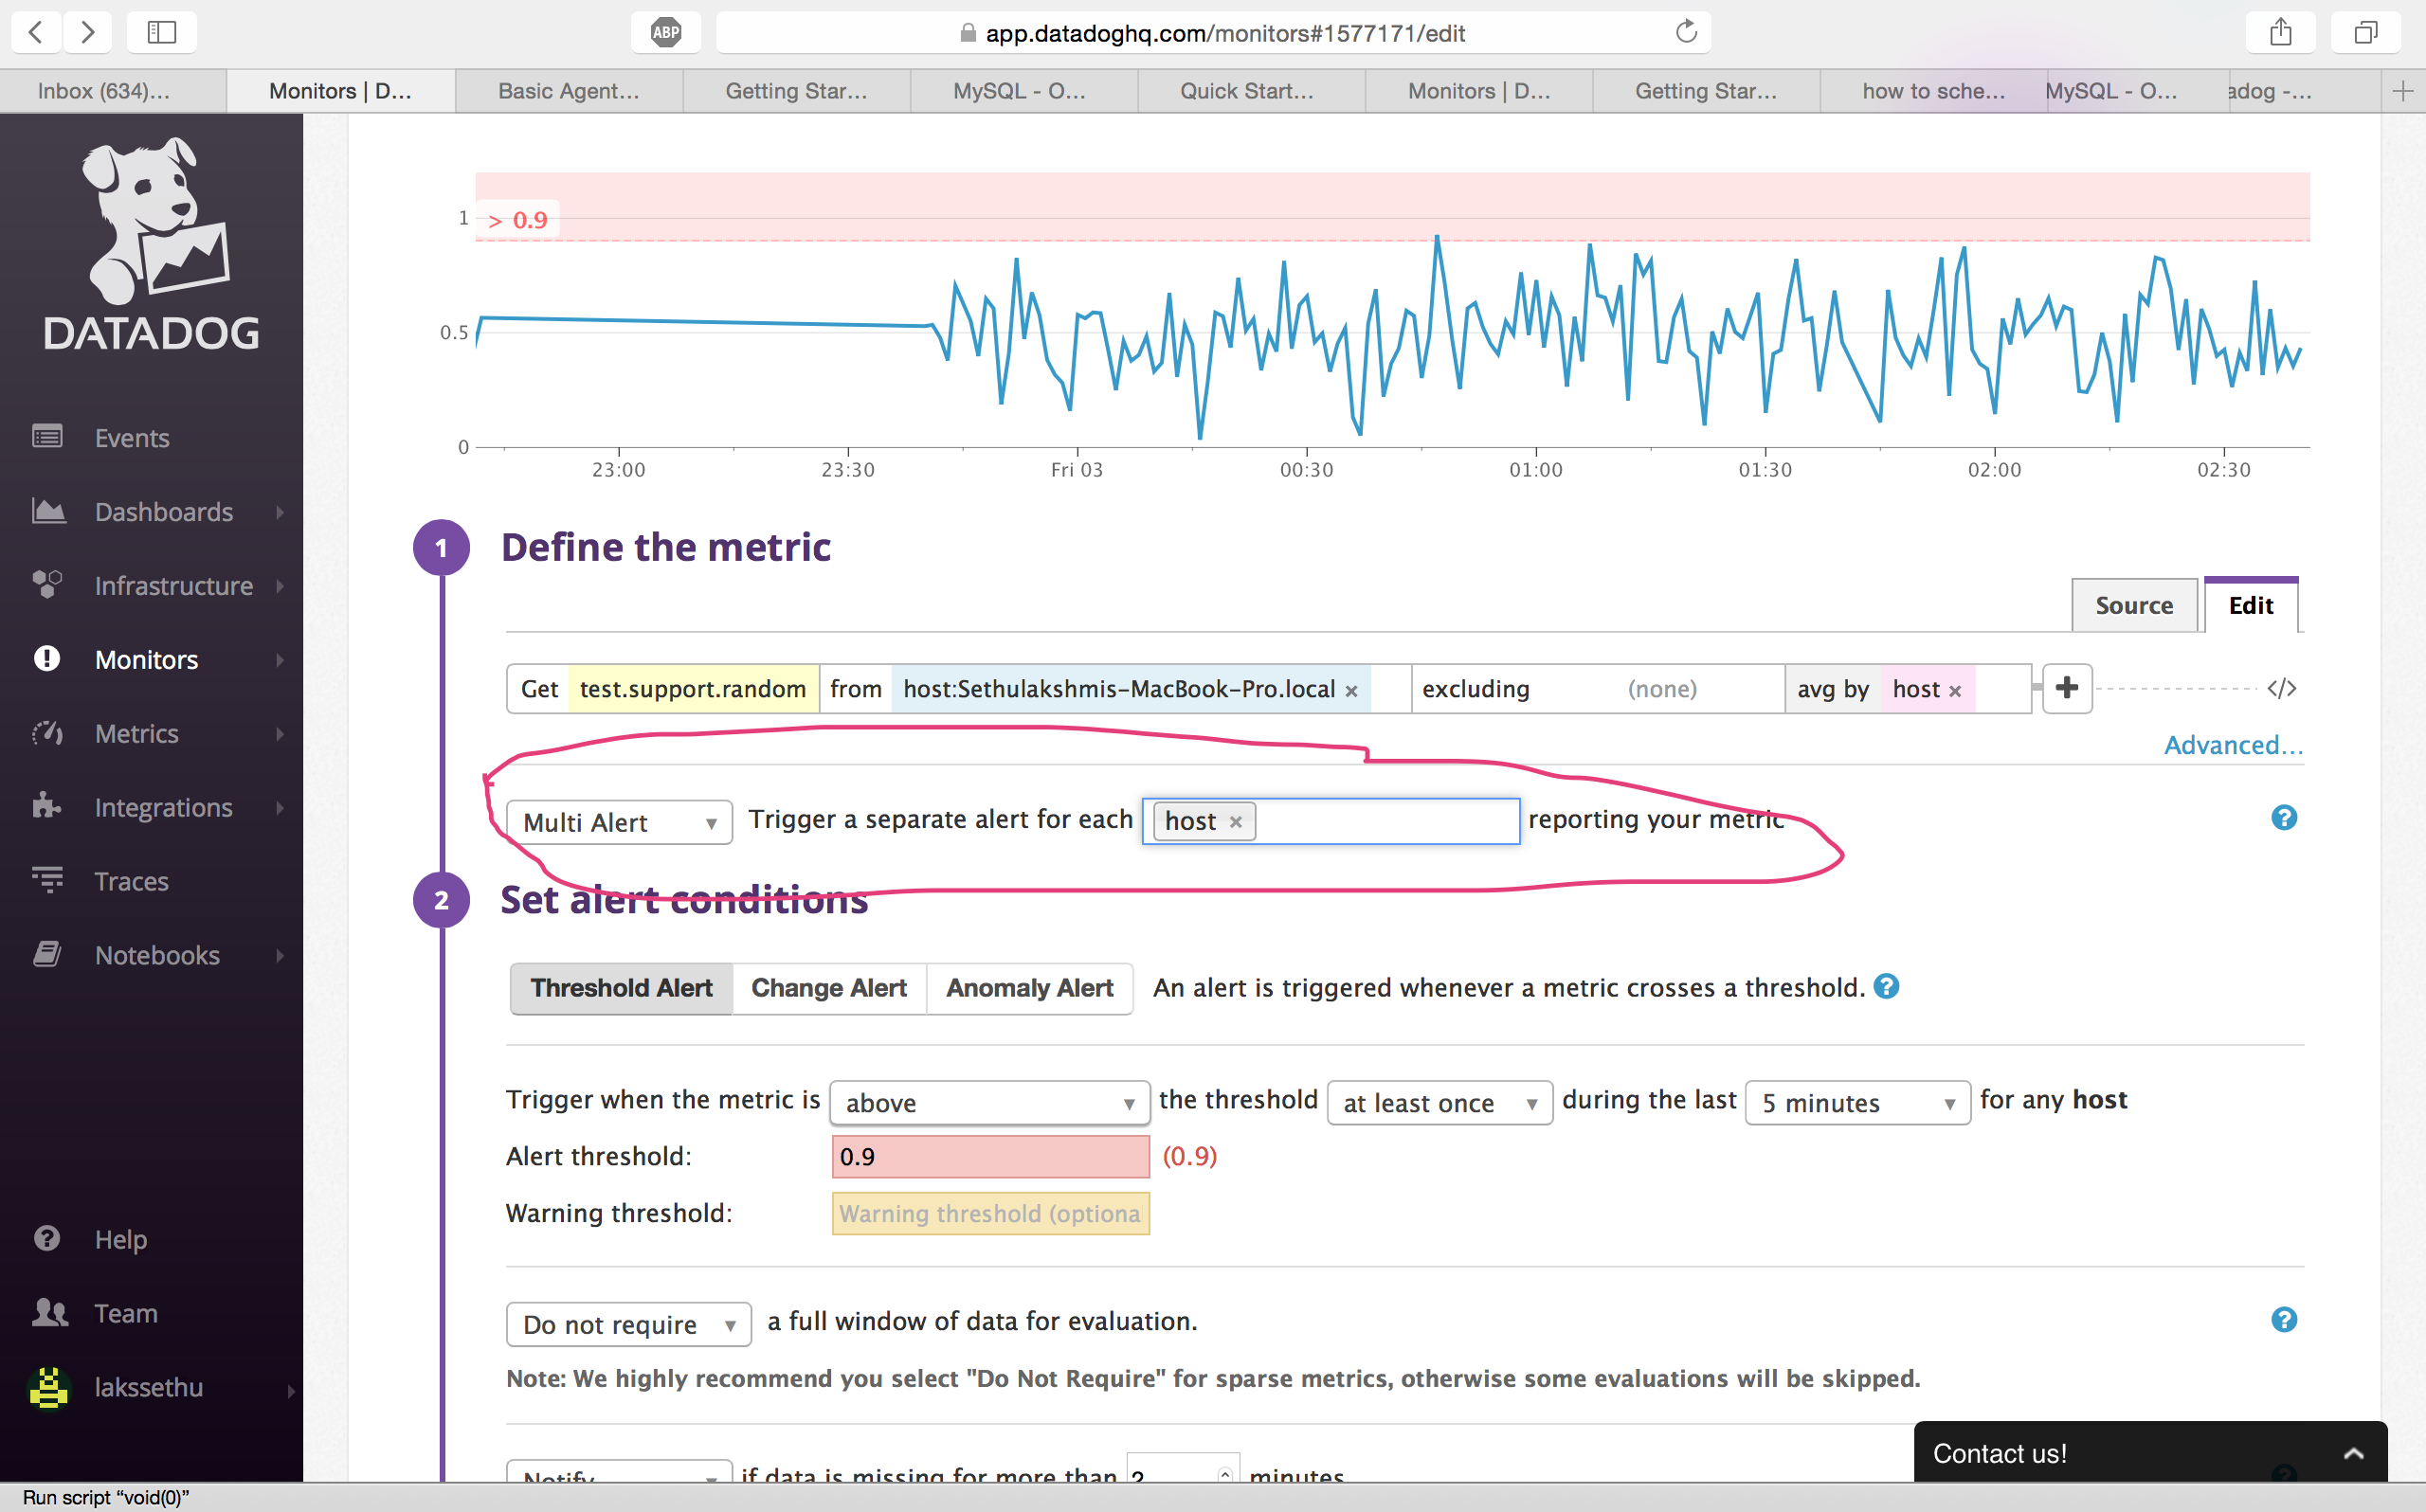 ABP
app.datadoghq.com/monitors#1577171/edit
Inbox (634)...
Monitors | D...
Basic Agent...
Getting Star...
MySQL - O...
Quick Start...
Monitors | D...
Getting Star...
how to sche...
MySQL - O...
adog -...
DATADOG
Events
Dashboards
Infrastructure
Monitors
Metrics
Integrations
Traces
Notebooks
Help
Team
lakssethu
1
> 0.9
0.5
0
23:00 23:30 Fri 03 00:30 01:00 01:30 02:00 02:30
1 Define the metric
Source Edit
Get test.support.random from host:Sethulakshmis-MacBook-Pro.local × excluding (none) avg by host × + </>
Advanced...
Multi Alert Trigger a separate alert for each host × reporting your metric ?
2 Set alert conditions
Threshold Alert Change Alert Anomaly Alert An alert is triggered whenever a metric crosses a threshold. ?
Trigger when the metric is above the threshold at least once during the last 5 minutes for any host
Alert threshold: 0.9 (0.9)
Warning threshold: Warning threshold (optiona
Do not require a full window of data for evaluation. ?
Note: We highly recommend you select "Do Not Require" for sparse metrics, otherwise some evaluations will be skipped.
Notify if data is missing for more than 2 minutes
Contact us!
Run script “void(0)”